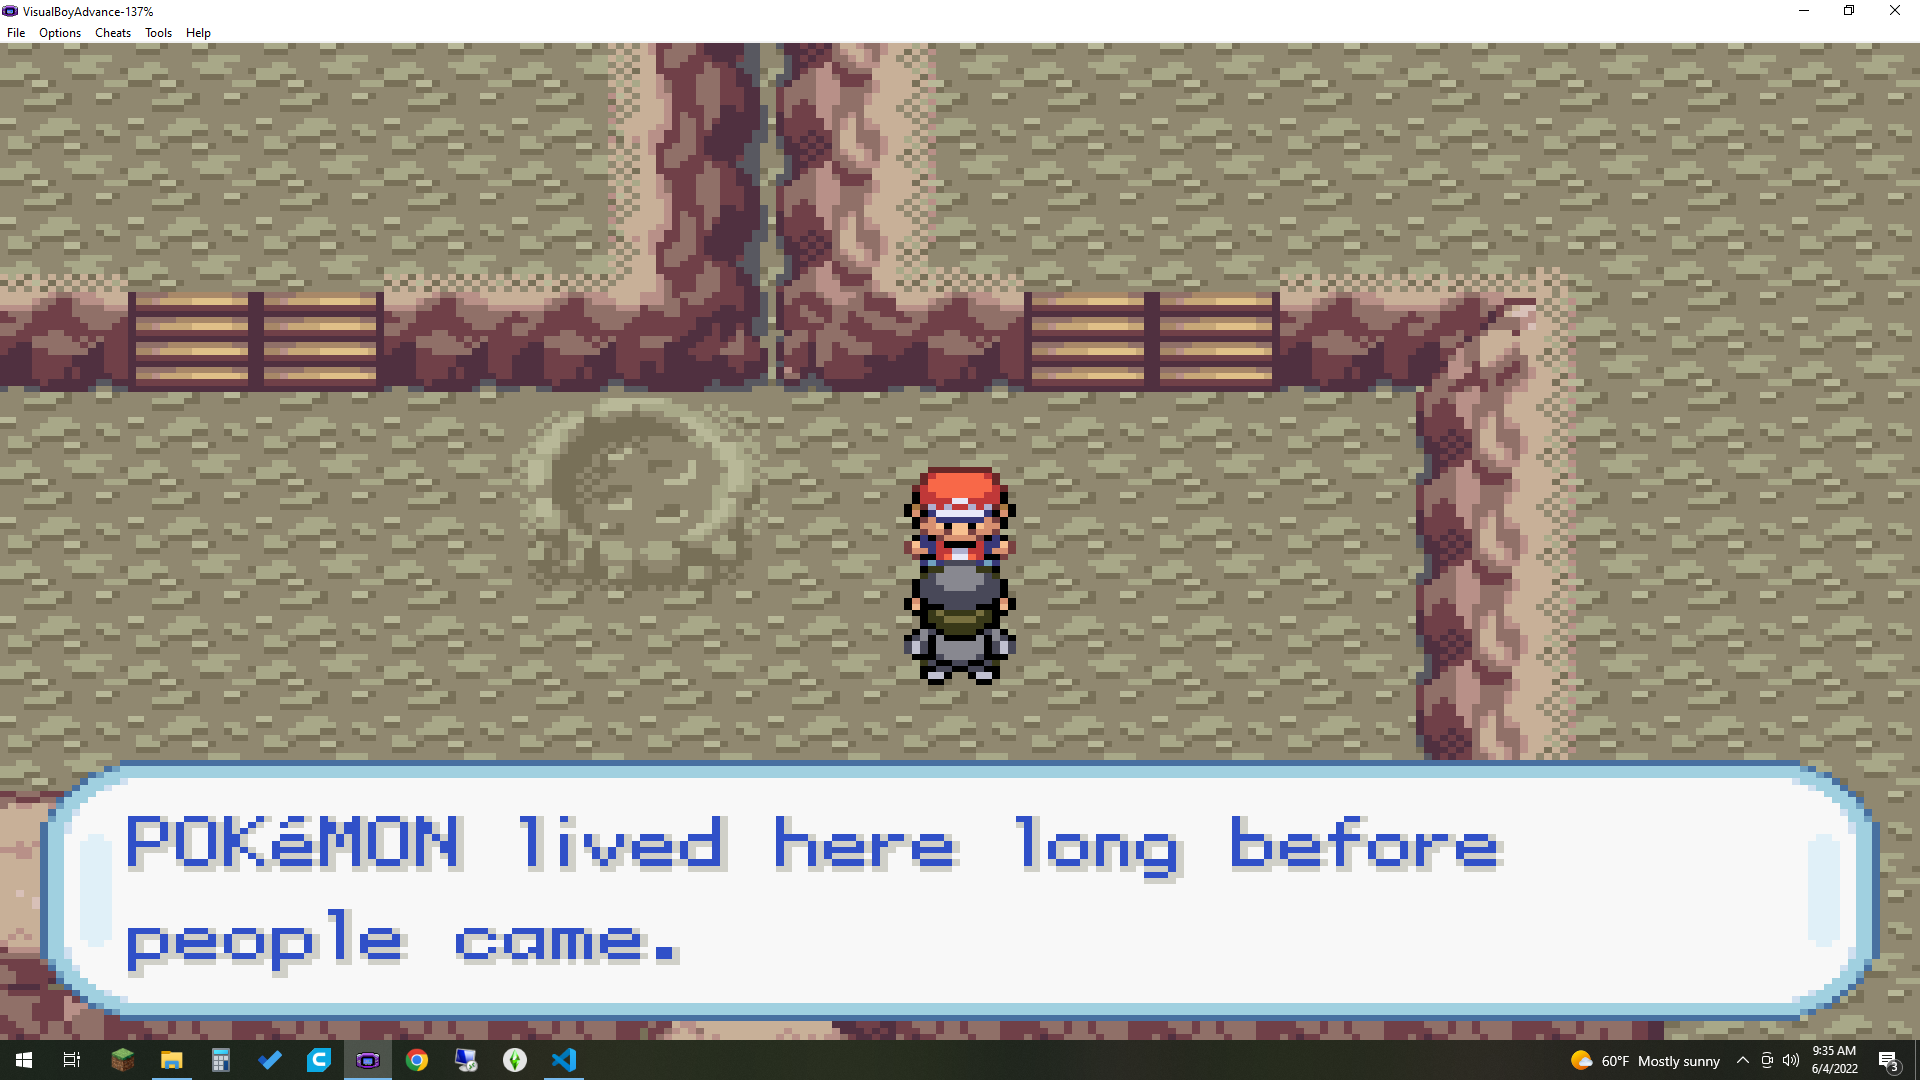 VisualBoyAdvance-137%
File Options Cheats Tools Help
POKéMON lived here long before
people came.
60°F Mostly sunny
9:35 AM
6/4/2022
3